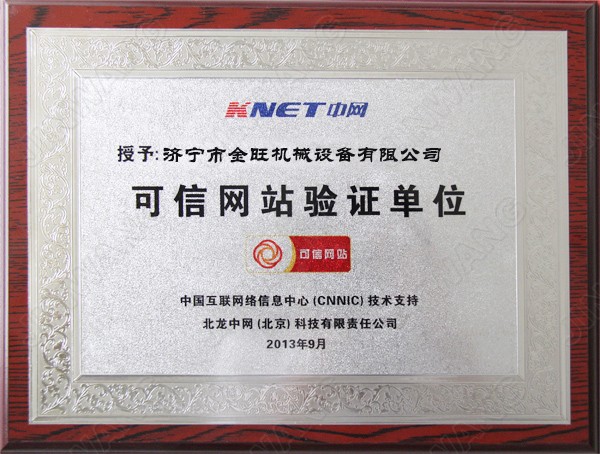 KNET中网
授予:济宁市金旺机械设备有限公司
可信网站验证单位
可信网站
中国互联网络信息中心(CNNIC)技术支持
北龙中网(北京)科技有限责任公司
2013年9月